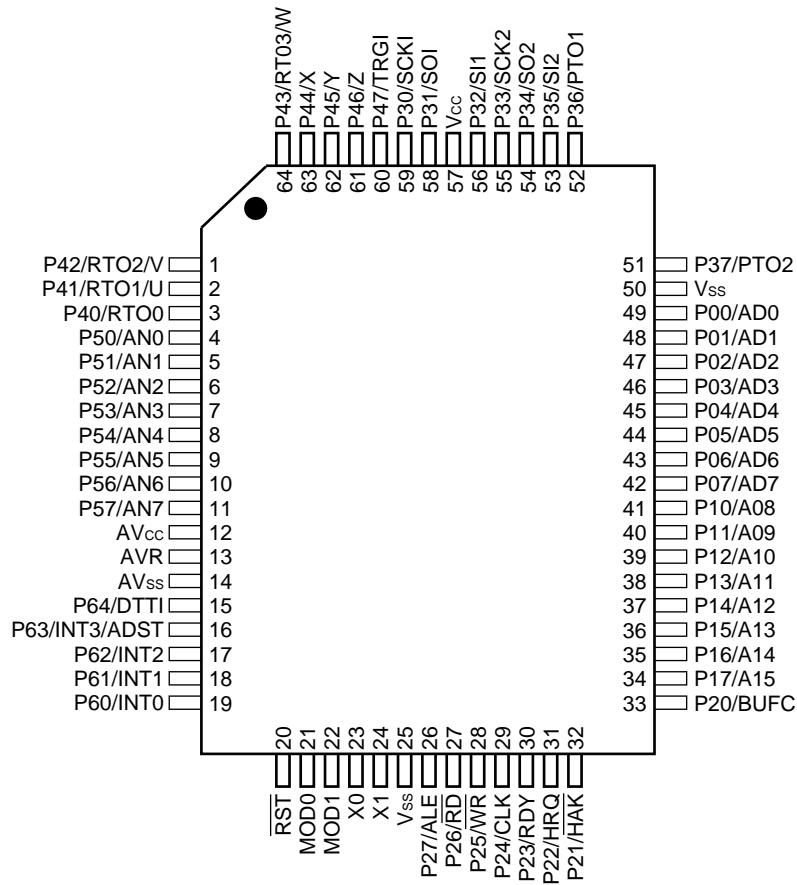 P43/RT03/W
P44/X
P45/Y
P46/Z
P47/TRGI
P30/SCKI
P31/SOI
Vcc
P32/SI1
P33/SCK2
P34/SO2
P35/SI2
P36/PTO1
64
63
62
61
60
59
58
57
56
55
54
53
52
P42/RTO2/V 1
P41/RTO1/U 2
P40/RTO0 3
P50/AN0 4
P51/AN1 5
P52/AN2 6
P53/AN3 7
P54/AN4 8
P55/AN5 9
P56/AN6 10
P57/AN7 11
AVcc 12
AVR 13
AVss 14
P64/DTTI 15
P63/INT3/ADST 16
P62/INT2 17
P61/INT1 18
P60/INT0 19
51 P37/PTO2
50 Vss
49 P00/AD0
48 P01/AD1
47 P02/AD2
46 P03/AD3
45 P04/AD4
44 P05/AD5
43 P06/AD6
42 P07/AD7
41 P10/A08
40 P11/A09
39 P12/A10
38 P13/A11
37 P14/A12
36 P15/A13
35 P16/A14
34 P17/A15
33 P20/BUFC
20
21
22
23
24
25
26
27
28
29
30
31
32
RST
MOD0
MOD1
X0
X1
Vss
P27/ALE
P26/RD
P25/WR
P24/CLK
P23/RDY
P22/HRQ
P21/HAK